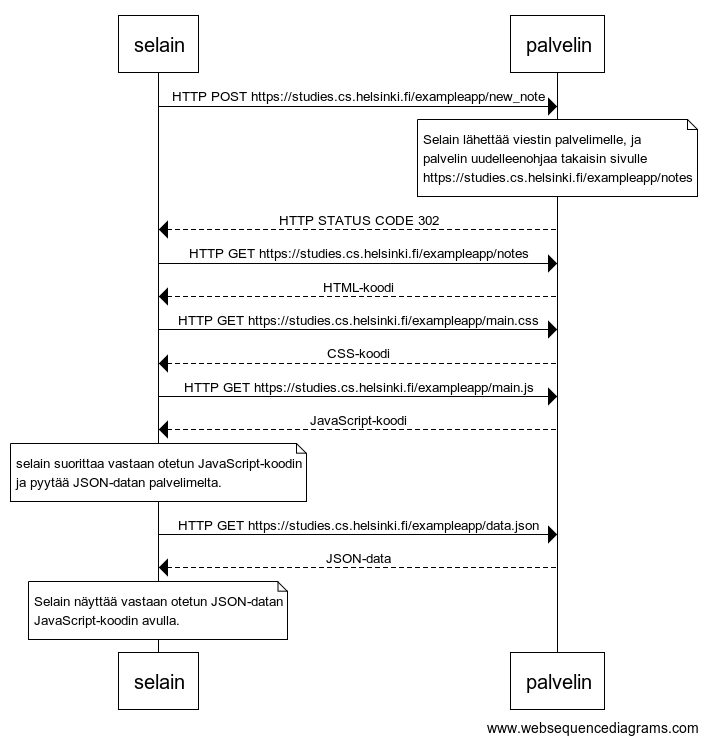 selain
palvelin
HTTP POST https://studies.cs.helsinki.fi/exampleapp/new_note
Selain lähettää viestin palvelimelle, ja
palvelin uudelleenohjaa takaisin sivulle
https://studies.cs.helsinki.fi/exampleapp/notes
HTTP STATUS CODE 302
HTTP GET https://studies.cs.helsinki.fi/exampleapp/notes
HTML-koodi
HTTP GET https://studies.cs.helsinki.fi/exampleapp/main.css
CSS-koodi
HTTP GET https://studies.cs.helsinki.fi/exampleapp/main.js
JavaScript-koodi
selain suorittaa vastaan otetun JavaScript-koodin
ja pyytää JSON-datan palvelimelta.
HTTP GET https://studies.cs.helsinki.fi/exampleapp/data.json
JSON-data
Selain näyttää vastaan otetun JSON-datan
JavaScript-koodin avulla.
selain
palvelin
www.websequencediagrams.com